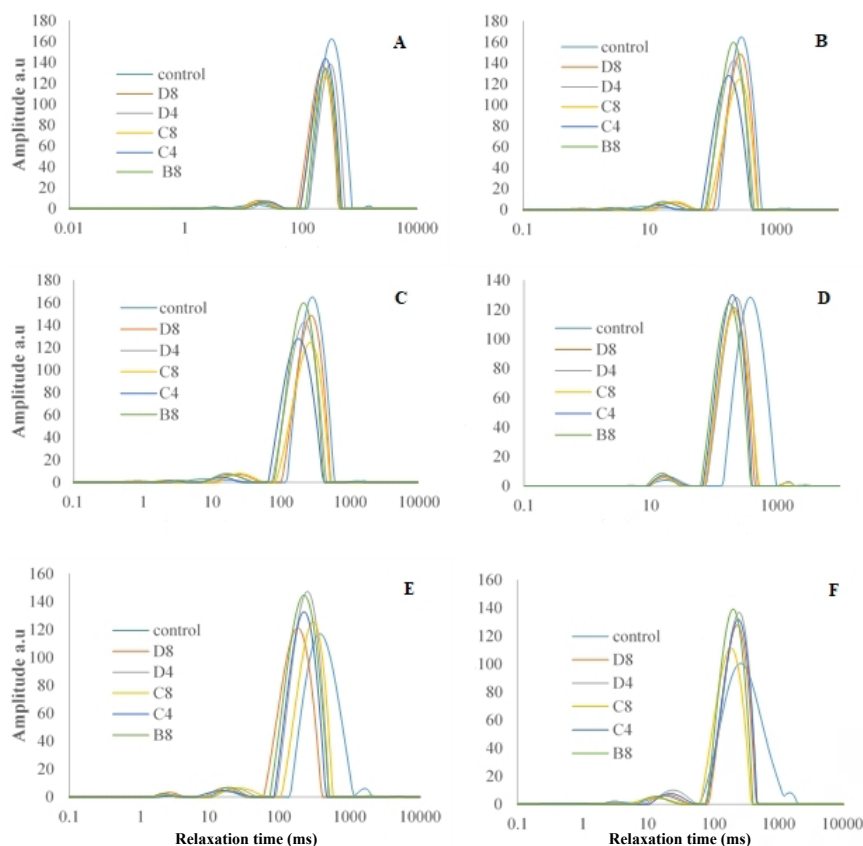 A
Amplitude a.u
180
160
140
120
100
80
60
40
20
0
control
D8
D4
C8
C4
B8
0.01 1 100 10000
B
180
160
140
120
100
80
60
40
20
0
control
D8
D4
C8
C4
B8
10 1000
C
Amplitude a.u
180
160
140
120
100
80
60
40
20
0
control
D8
D4
C8
C4
B8
0.1 1 10 100 1000 10000
D
140
120
100
80
60
40
20
0
control
D8
D4
C8
C4
B8
10 1000
E
Amplitude a.u
160
140
120
100
80
60
40
20
0
control
D8
D4
C8
C4
B8
0.1 1 10 100 1000 10000
Relaxation time (ms)
F
160
140
120
100
80
60
40
20
0
control
D8
D4
C8
C4
B8
0.1 1 10 100 1000 10000
Relaxation time (ms)